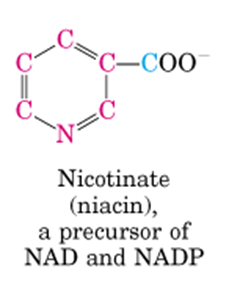 C
C C—COO⁻
C C
N
Nicotinate
(niacin),
a precursor of
NAD and NADP